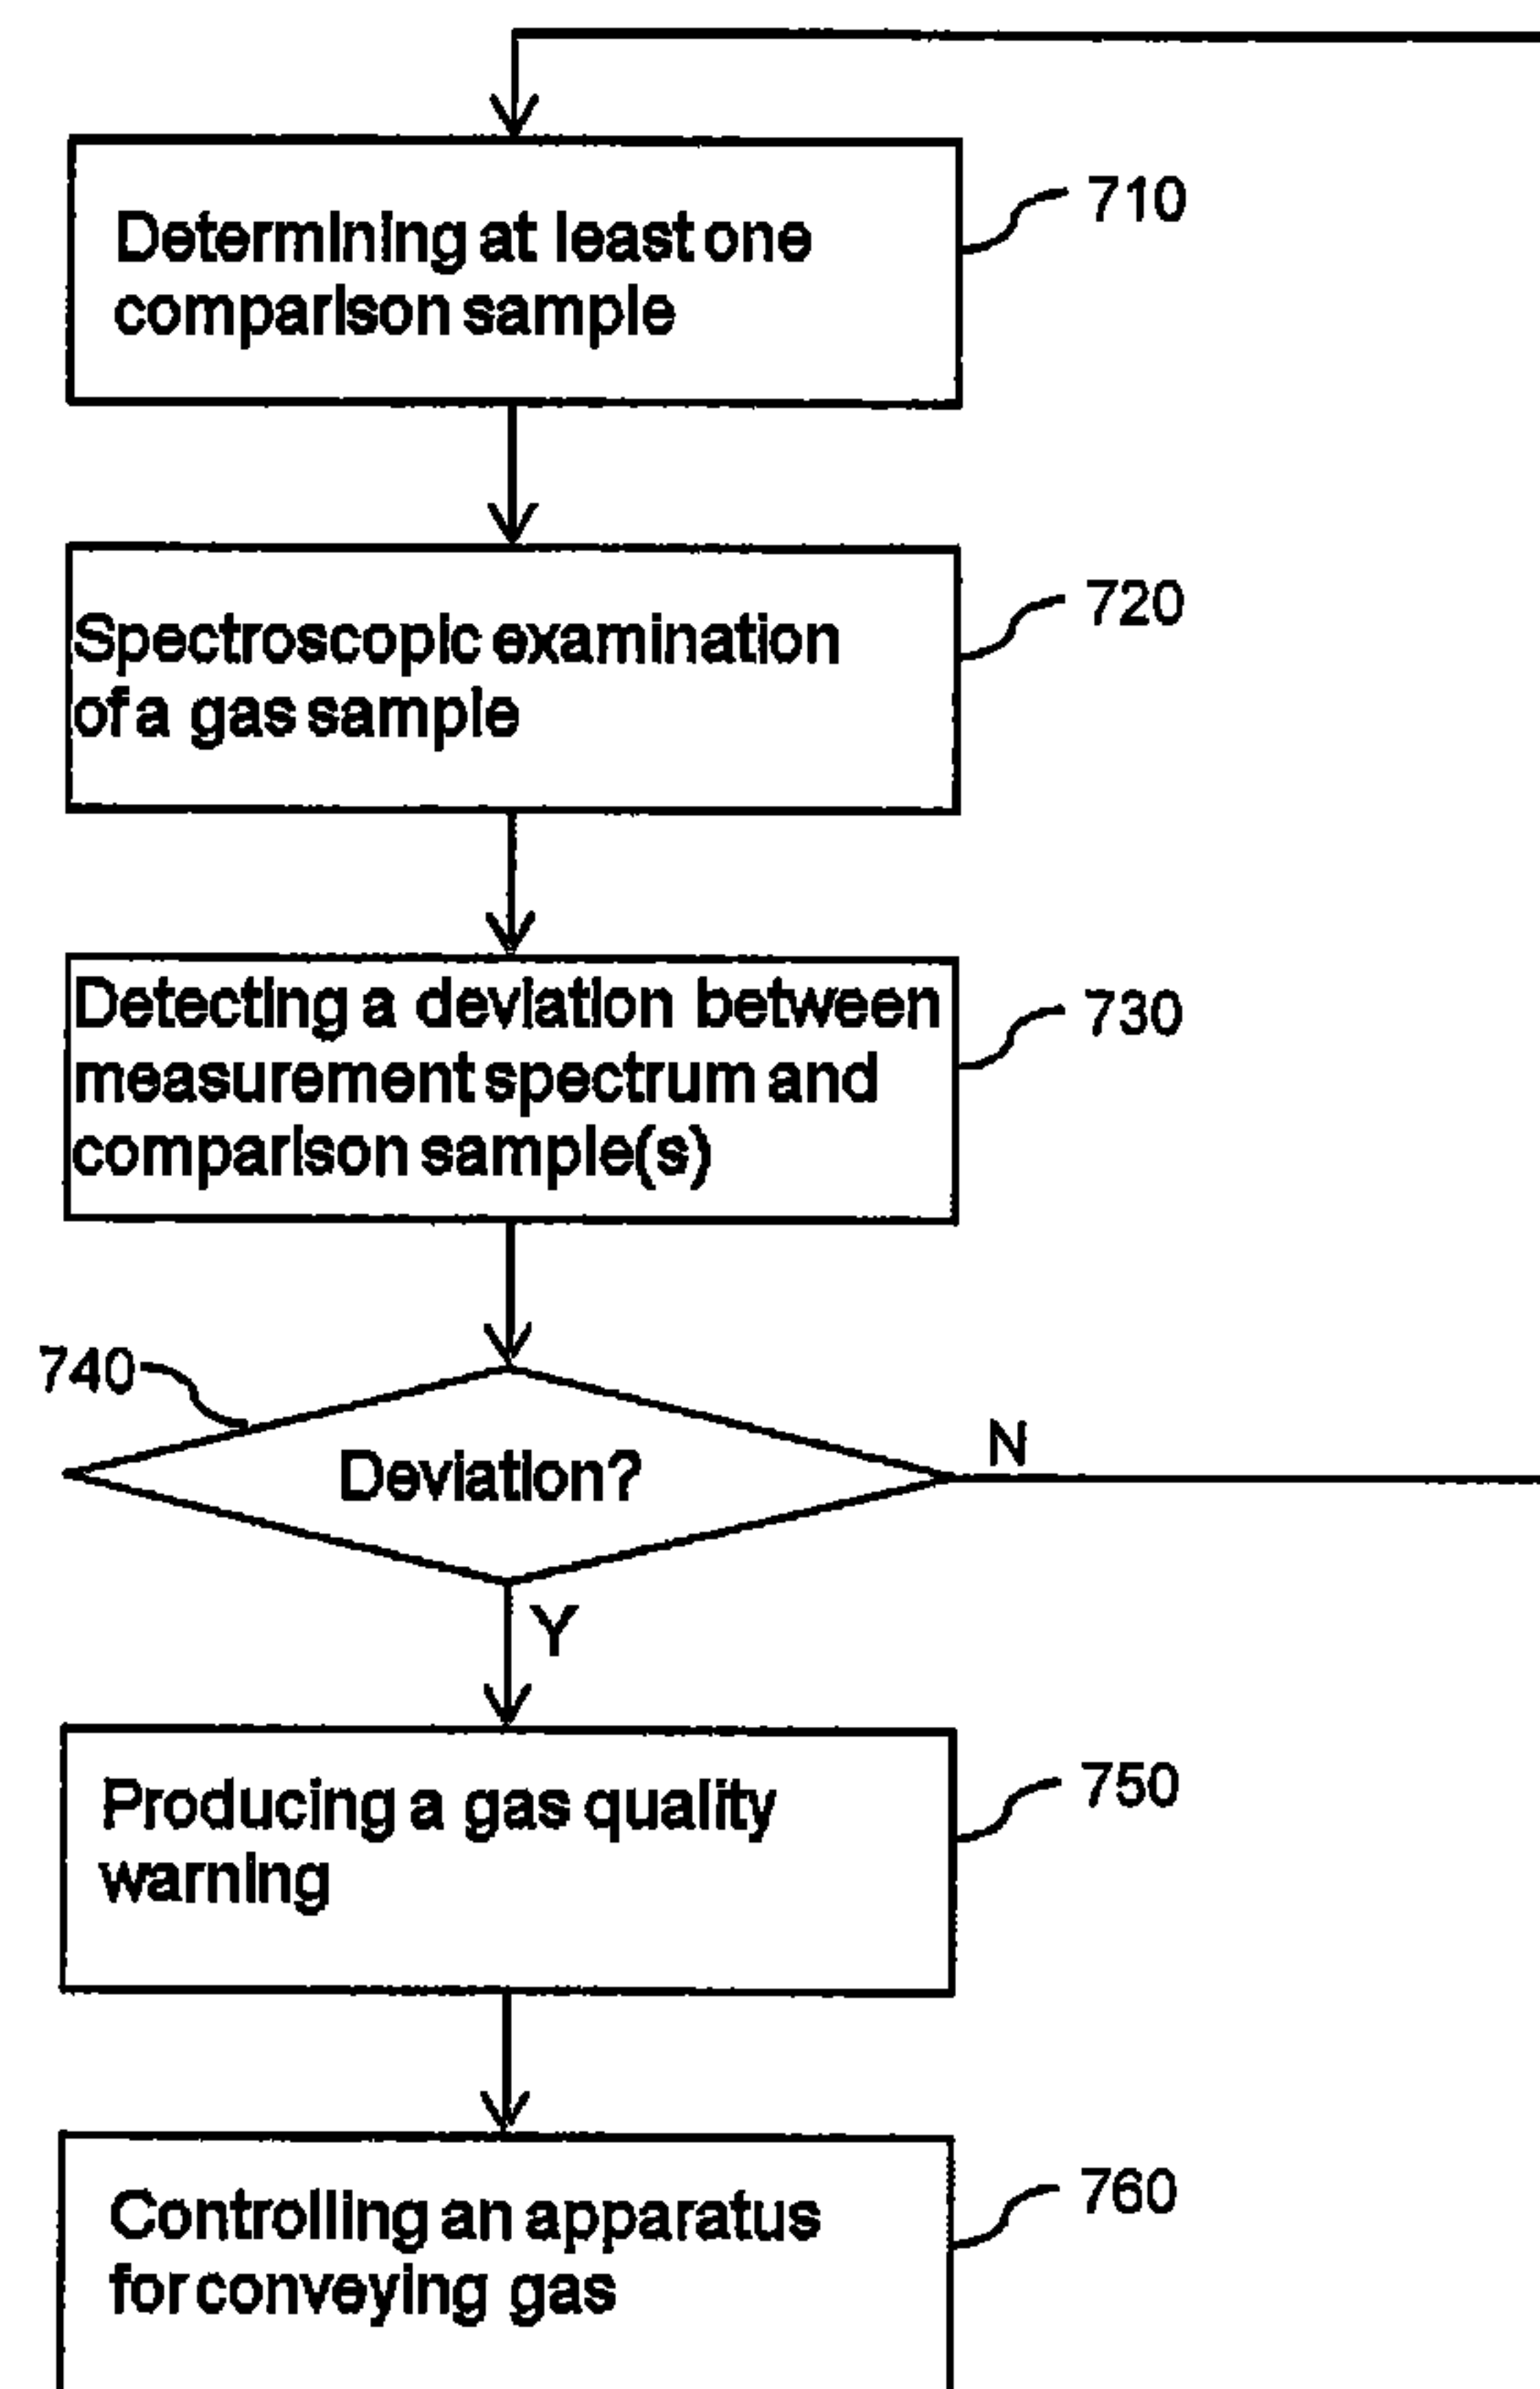 Determining at least one
comparison sample
710
Spectroscopic examination
of a gas sample
720
Detecting a deviation between
measurement spectrum and
comparison sample(s)
730
740
Deviation?
N
Y
Producing a gas quality
warning
750
Controlling an apparatus
for conveying gas
760